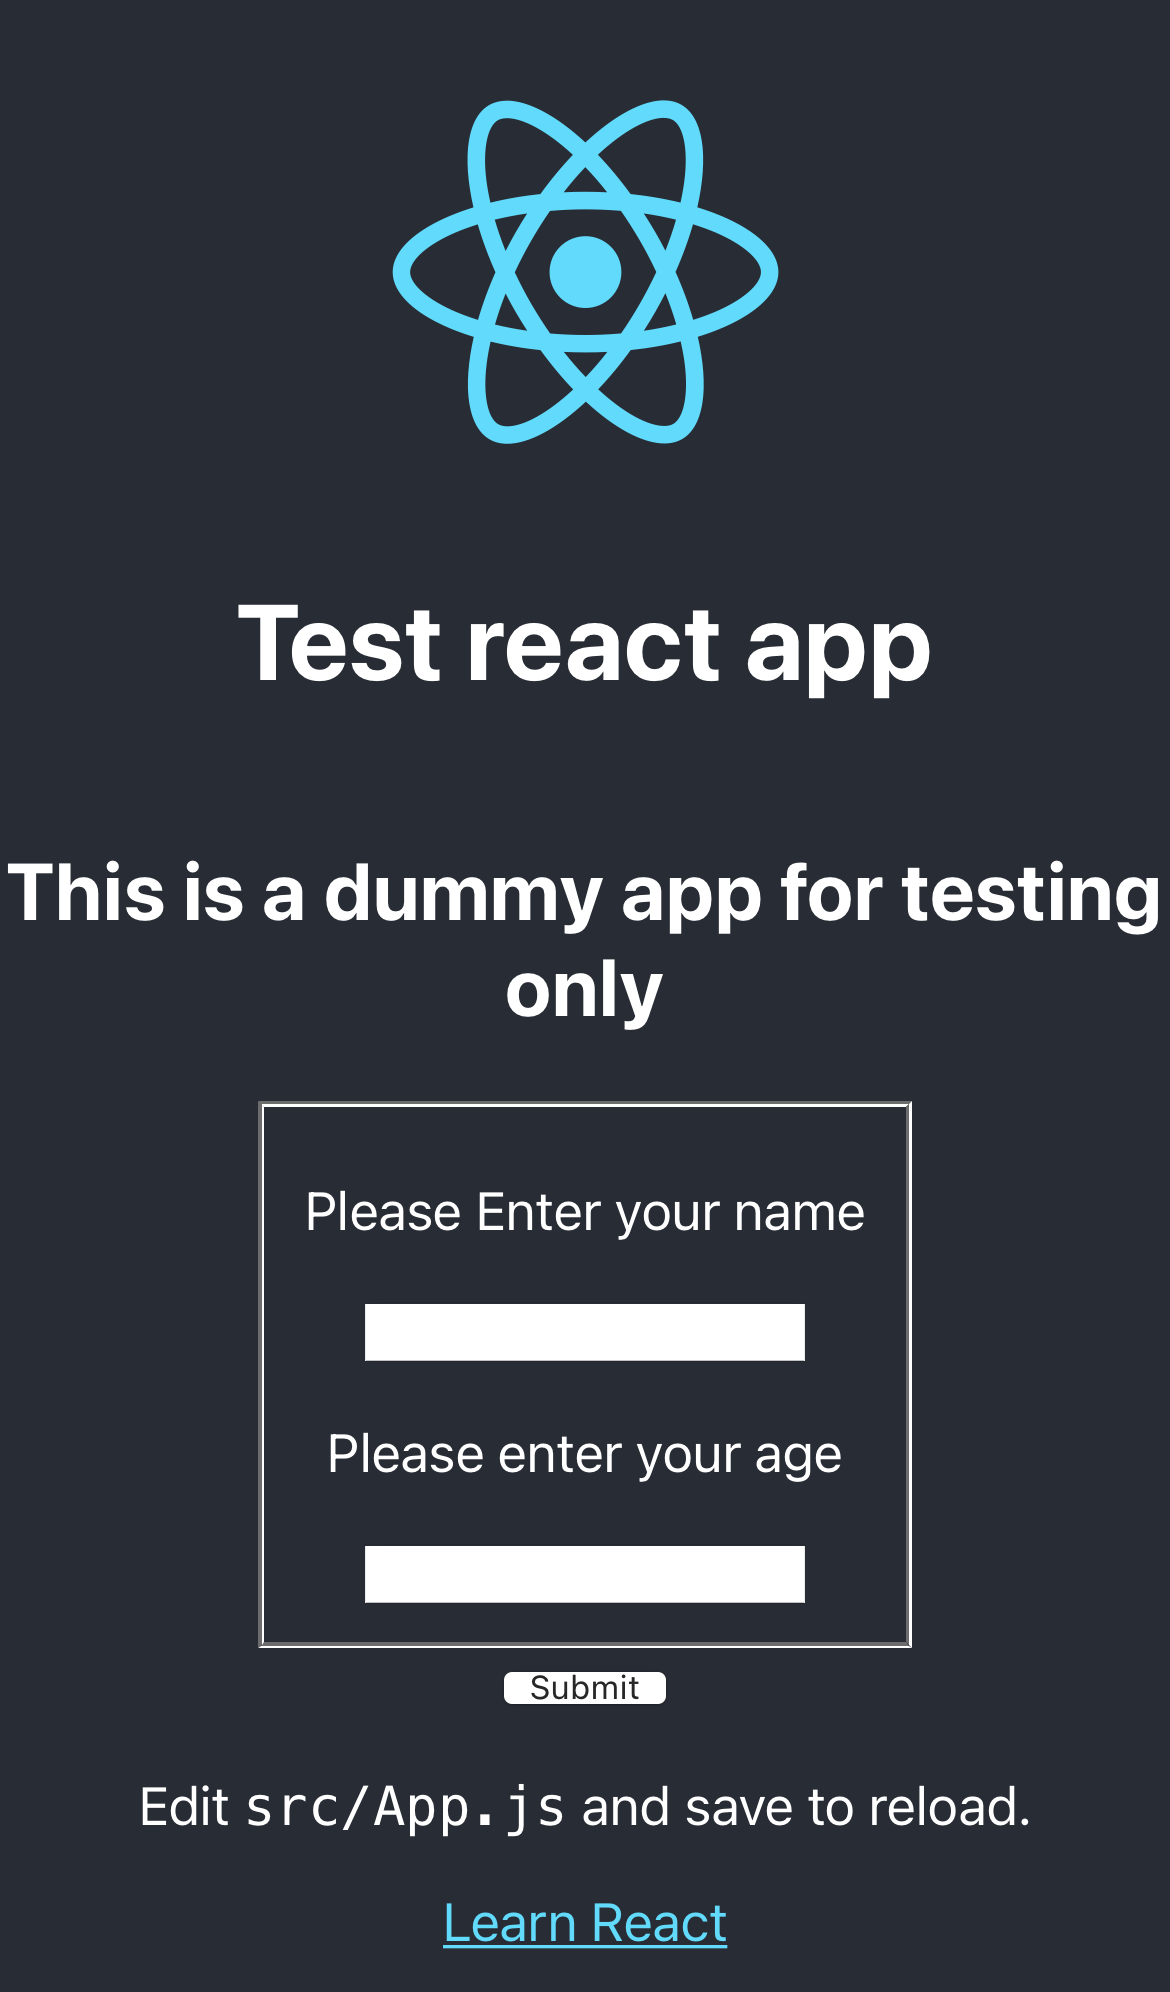 Test react app
This is a dummy app for testing
only
Please Enter your name
Please enter your age
Submit
Edit src/App.js and save to reload.
Learn React